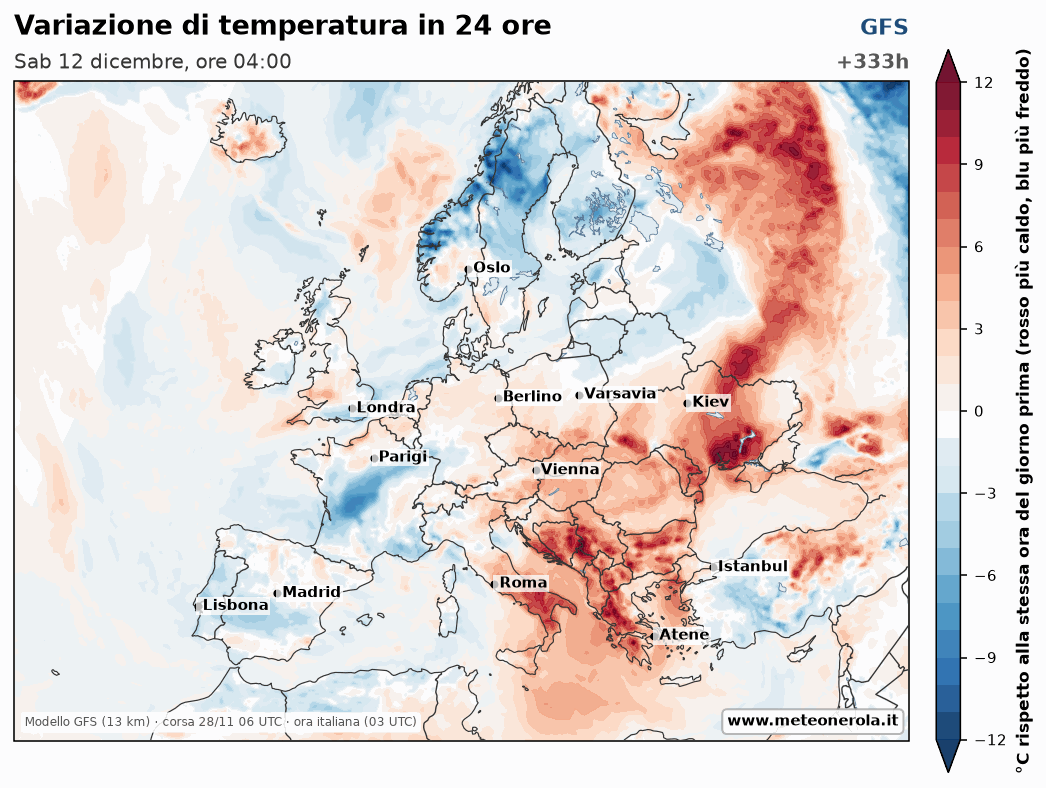 Variazione di temperatura in 24 ore
GFS
Sab 12 dicembre, ore 04:00
+333h
Oslo
Londra
Berlino
Varsavia
Kiev
Parigi
Vienna
Istanbul
Roma
Madrid
Lisbona
Atene
Modello GFS (13 km) · corsa 28/11 06 UTC · ora italiana (03 UTC)
www.meteonerola.it
12
9
6
3
0
−3
−6
−9
−12
°C rispetto alla stessa ora del giorno prima (rosso più caldo, blu più freddo)